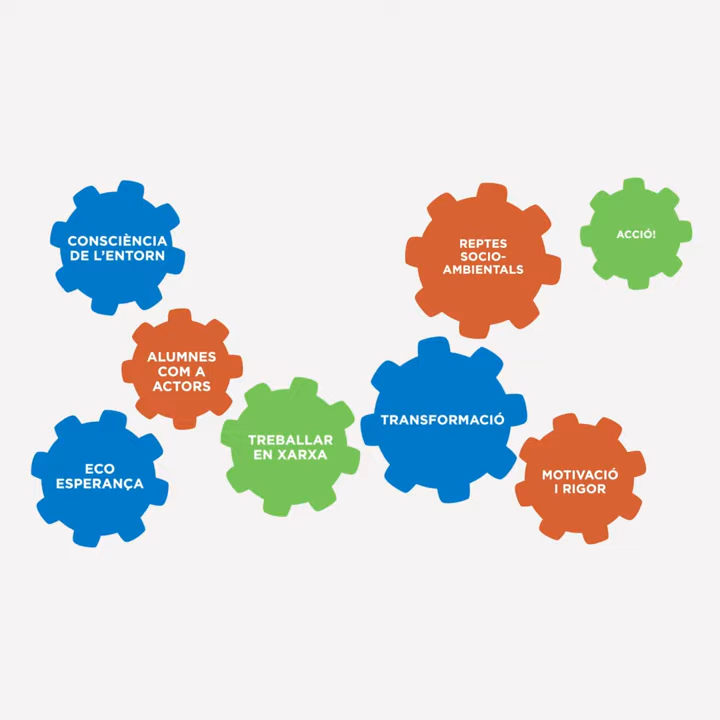 CONSCIÈNCIA
DE L'ENTORN
ALUMNES
COM A
ACTORS
ECO
ESPERANÇA
TREBALLAR
EN XARXA
TRANSFORMACIÓ
REPTES
SOCIO-
AMBIENTALS
ACCIÓ!
MOTIVACIÓ
I RIGOR